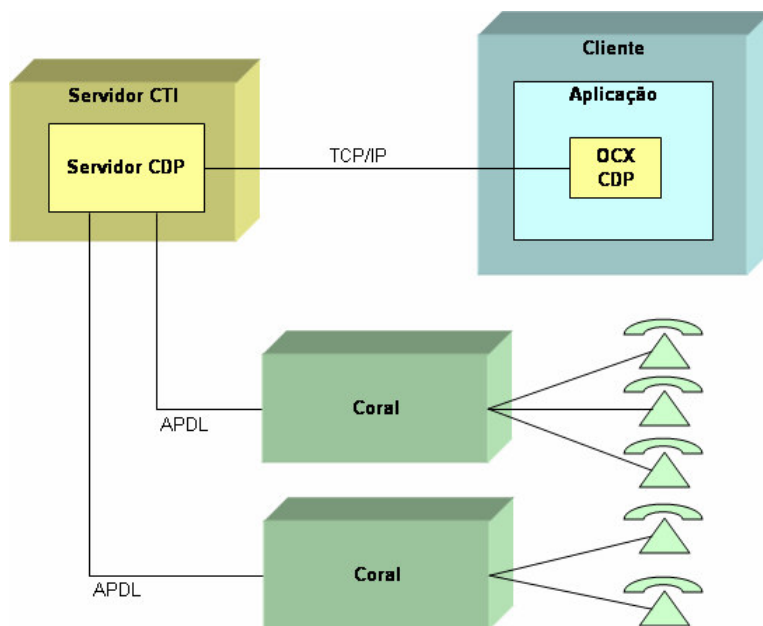 Cliente
Servidor CTI
Aplicação
Servidor CDP
TCP/IP
OCX
CDP
Coral
APDL
Coral
APDL